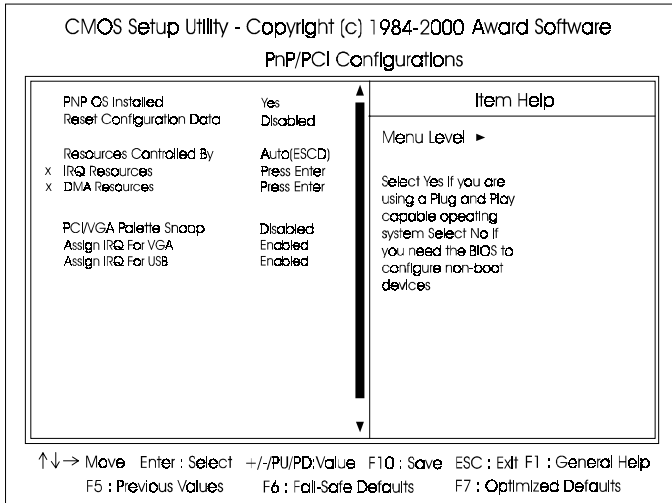 CMOS Setup Utility - Copyright (c) 1984-2000 Award Software
PnP/PCI Configurations
PNP OS Installed Yes
Reset Configuration Data Disabled
Resources Controlled By Auto(ESCD)
x IRQ Resources Press Enter
x DMA Resources Press Enter
PCI/VGA Palette Snoop Disabled
Assign IRQ For VGA Enabled
Assign IRQ For USB Enabled
Item Help
Menu Level ►
Select Yes if you are
using a Plug and Play
capable opeating
system Select No if
you need the BIOS to
configure non-boot
devices
↑↓→ Move Enter : Select +/-/PU/PD:Value F10 : Save ESC : Exit F1 : General Help
F5 : Previous Values F6 : Fail-Safe Defaults F7 : Optimized Defaults